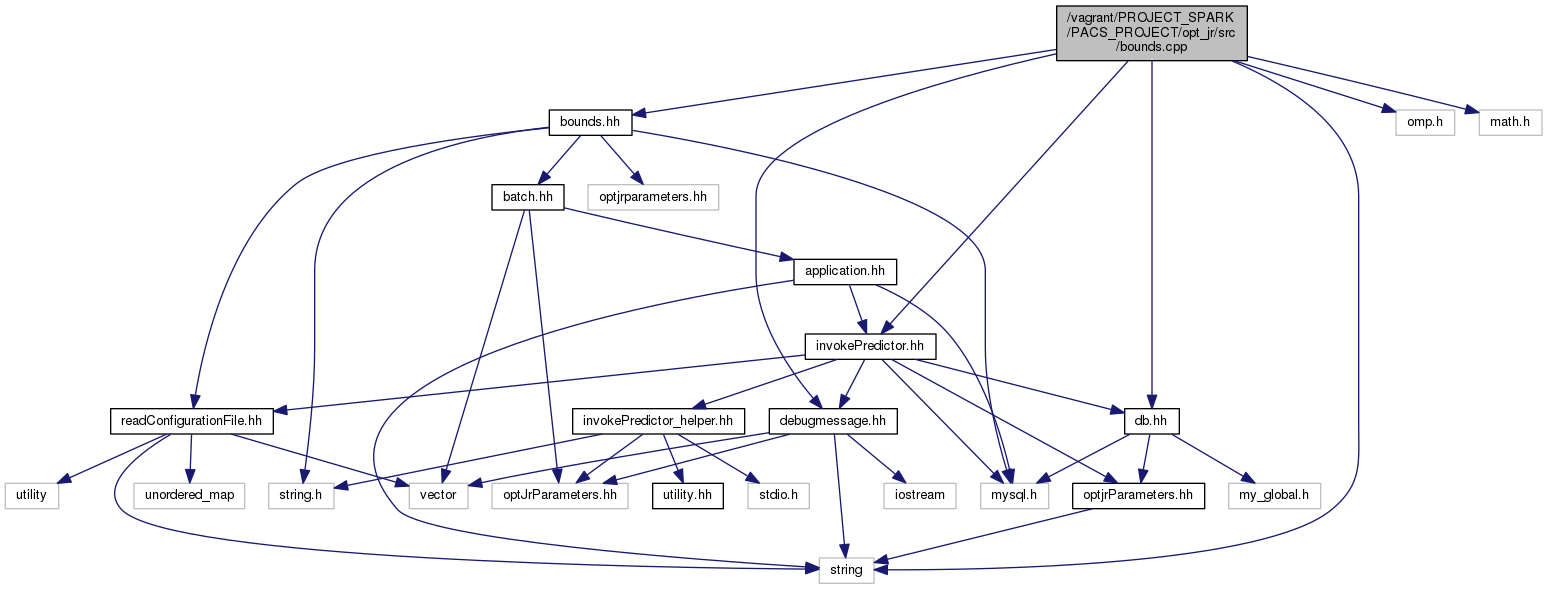 /vagrant/PROJECT_SPARK
/PACS_PROJECT/opt_jr/src
/bounds.cpp
bounds.hh
omp.h
math.h
batch.hh
optjrparameters.hh
application.hh
invokePredictor.hh
readConfigurationFile.hh
invokePredictor_helper.hh
debugmessage.hh
db.hh
utility
unordered_map
string.h
vector
optJrParameters.hh
utility.hh
stdio.h
iostream
mysql.h
optjrParameters.hh
my_global.h
string